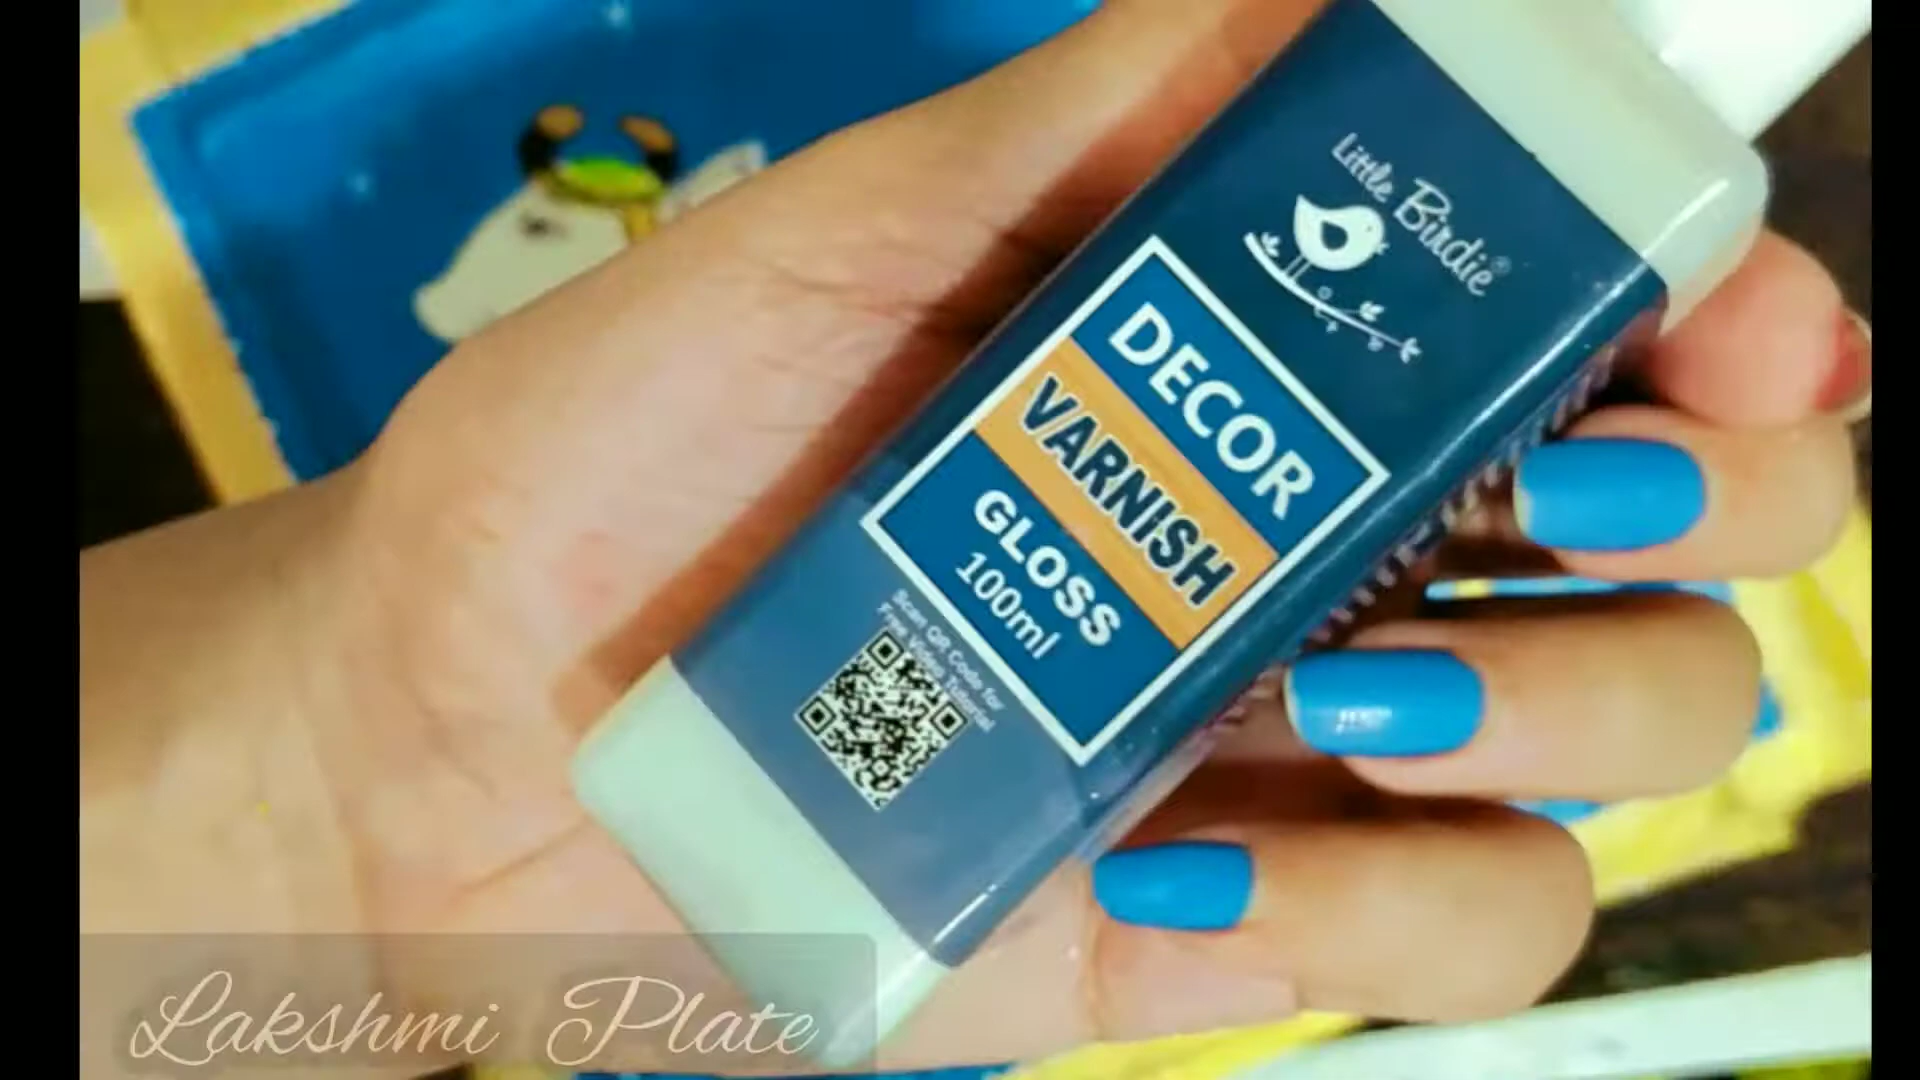 Little Birdie®
DECOR
VARNISH
GLOSS
100ml
Scan QR Code for
Free Video Tutorial
Lakshmi Plate